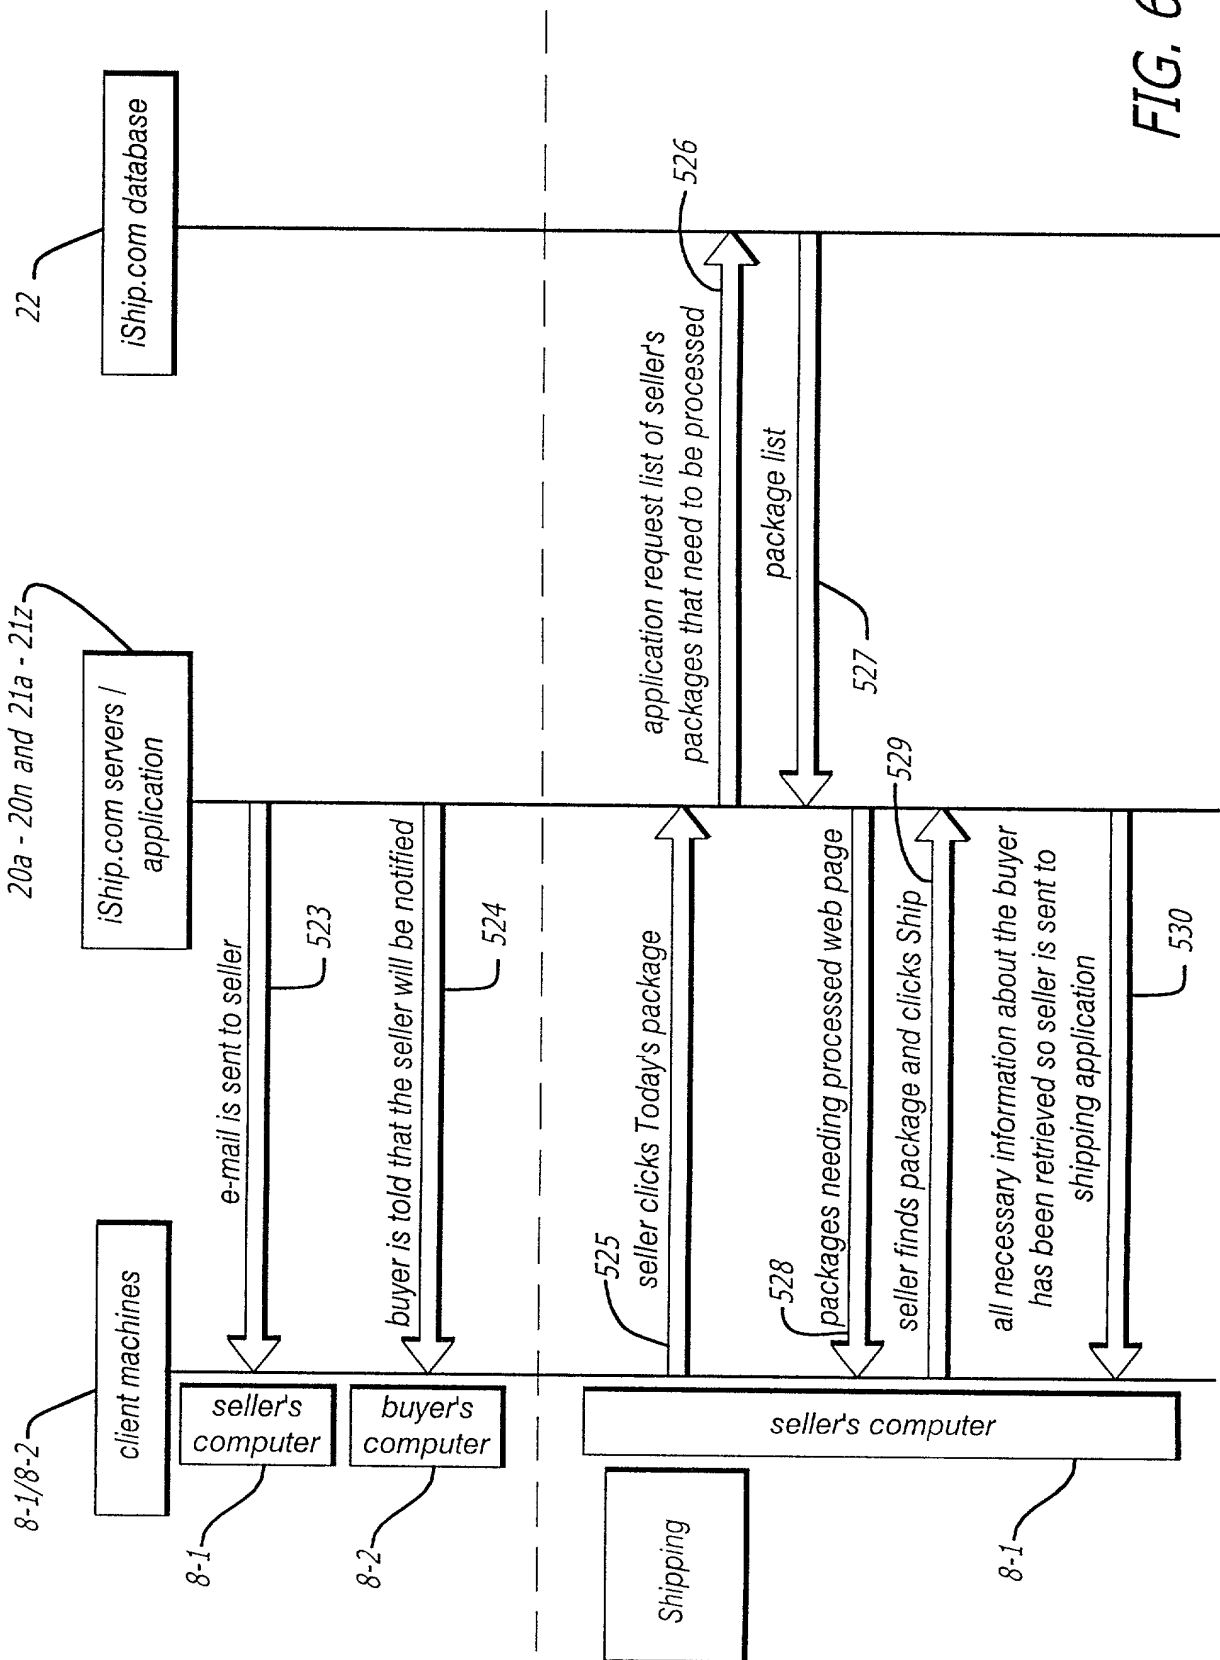 8-1/8-2
20a - 20n and 21a - 21z
22
client machines
iShip.com servers /
application
iShip.com database
8-1
seller's
computer
e-mail is sent to seller
523
8-2
buyer's
computer
buyer is told that the seller will be notified
524
Shipping
seller's computer
8-1
525
seller clicks Today's package
application request list of seller's
packages that need to be processed
526
package list
527
528
packages needing processed web page
seller finds package and clicks Ship
529
all necessary information about the buyer
has been retrieved so seller is sent to
shipping application
530
FIG. 6